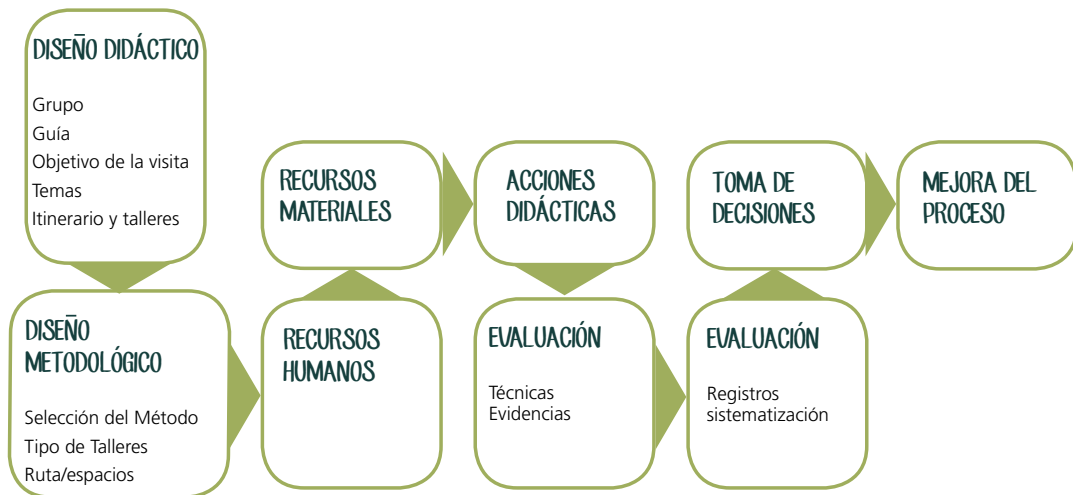 DISEÑO DIDÁCTICO
Grupo
Guía
Objetivo de la visita
Temas
Itinerario y talleres
DISEÑO
METODOLÓGICO
Selección del Método
Tipo de Talleres
Ruta/espacios
RECURSOS
HUMANOS
RECURSOS
MATERIALES
ACCIONES
DIDÁCTICAS
EVALUACIÓN
Técnicas
Evidencias
EVALUACIÓN
Registros
sistematización
TOMA DE
DECISIONES
MEJORA DEL
PROCESO